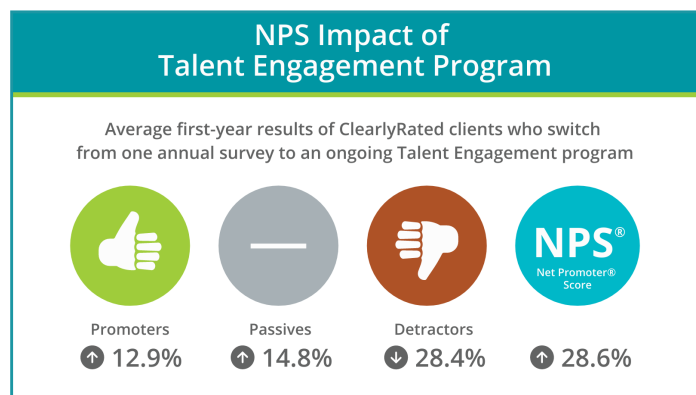 NPS Impact of
Talent Engagement Program
Average first-year results of ClearlyRated clients who switch
from one annual survey to an ongoing Talent Engagement program
NPS®
Net Promoter®
Score
Promoters
Passives
Detractors
12.9%
14.8%
28.4%
28.6%